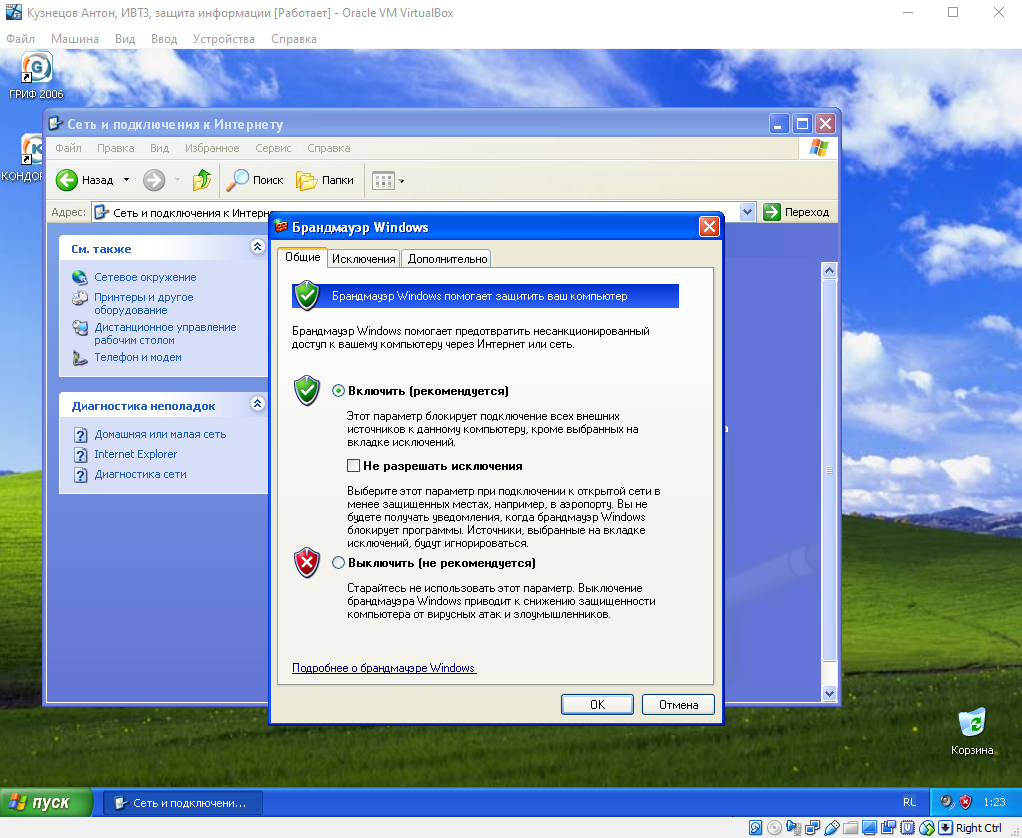 Кузнецов Антон, ИВТЗ, защита информации [Работает] - Oracle VM VirtualBox
Файл Машина Вид Ввод Устройства Справка
ГРИФ 2006
Сеть и подключения к Интернету
Файл Правка Вид Избранное Сервис Справка
КОНДОР
Назад Поиск Папки
Адрес: Сеть и подключения к Интерн Переход
Брандмауэр Windows
Общие Исключения Дополнительно
См. также
Сетевое окружение
Принтеры и другое
оборудование
Дистанционное управление
рабочим столом
Телефон и модем
Диагностика неполадок
Домашняя или малая сеть
Internet Explorer
Диагностика сети
Брандмауэр Windows помогает защитить ваш компьютер
Брандмауэр Windows помогает предотвратить несанкционированный
доступ к вашему компьютеру через Интернет или сеть.
Включить (рекомендуется)
Этот параметр блокирует подключение всех внешних
источников к данному компьютеру, кроме выбранных на
вкладке исключений.
Не разрешать исключения
Выберите этот параметр при подключении к открытой сети в
менее защищенных местах, например, в аэропорту. Вы не
будете получать уведомления, когда брандмауэр Windows
блокирует программы. Источники, выбранные на вкладке
исключений, будут игнорироваться.
Выключить (не рекомендуется)
Старайтесь не использовать этот параметр. Выключение
брандмауэра Windows приводит к снижению защищенности
компьютера от вирусных атак и злоумышленников.
Подробнее о брандмауэре Windows
OK Отмена
Корзина
пуск Сеть и подключени... RL 1:23
Right Ctrl